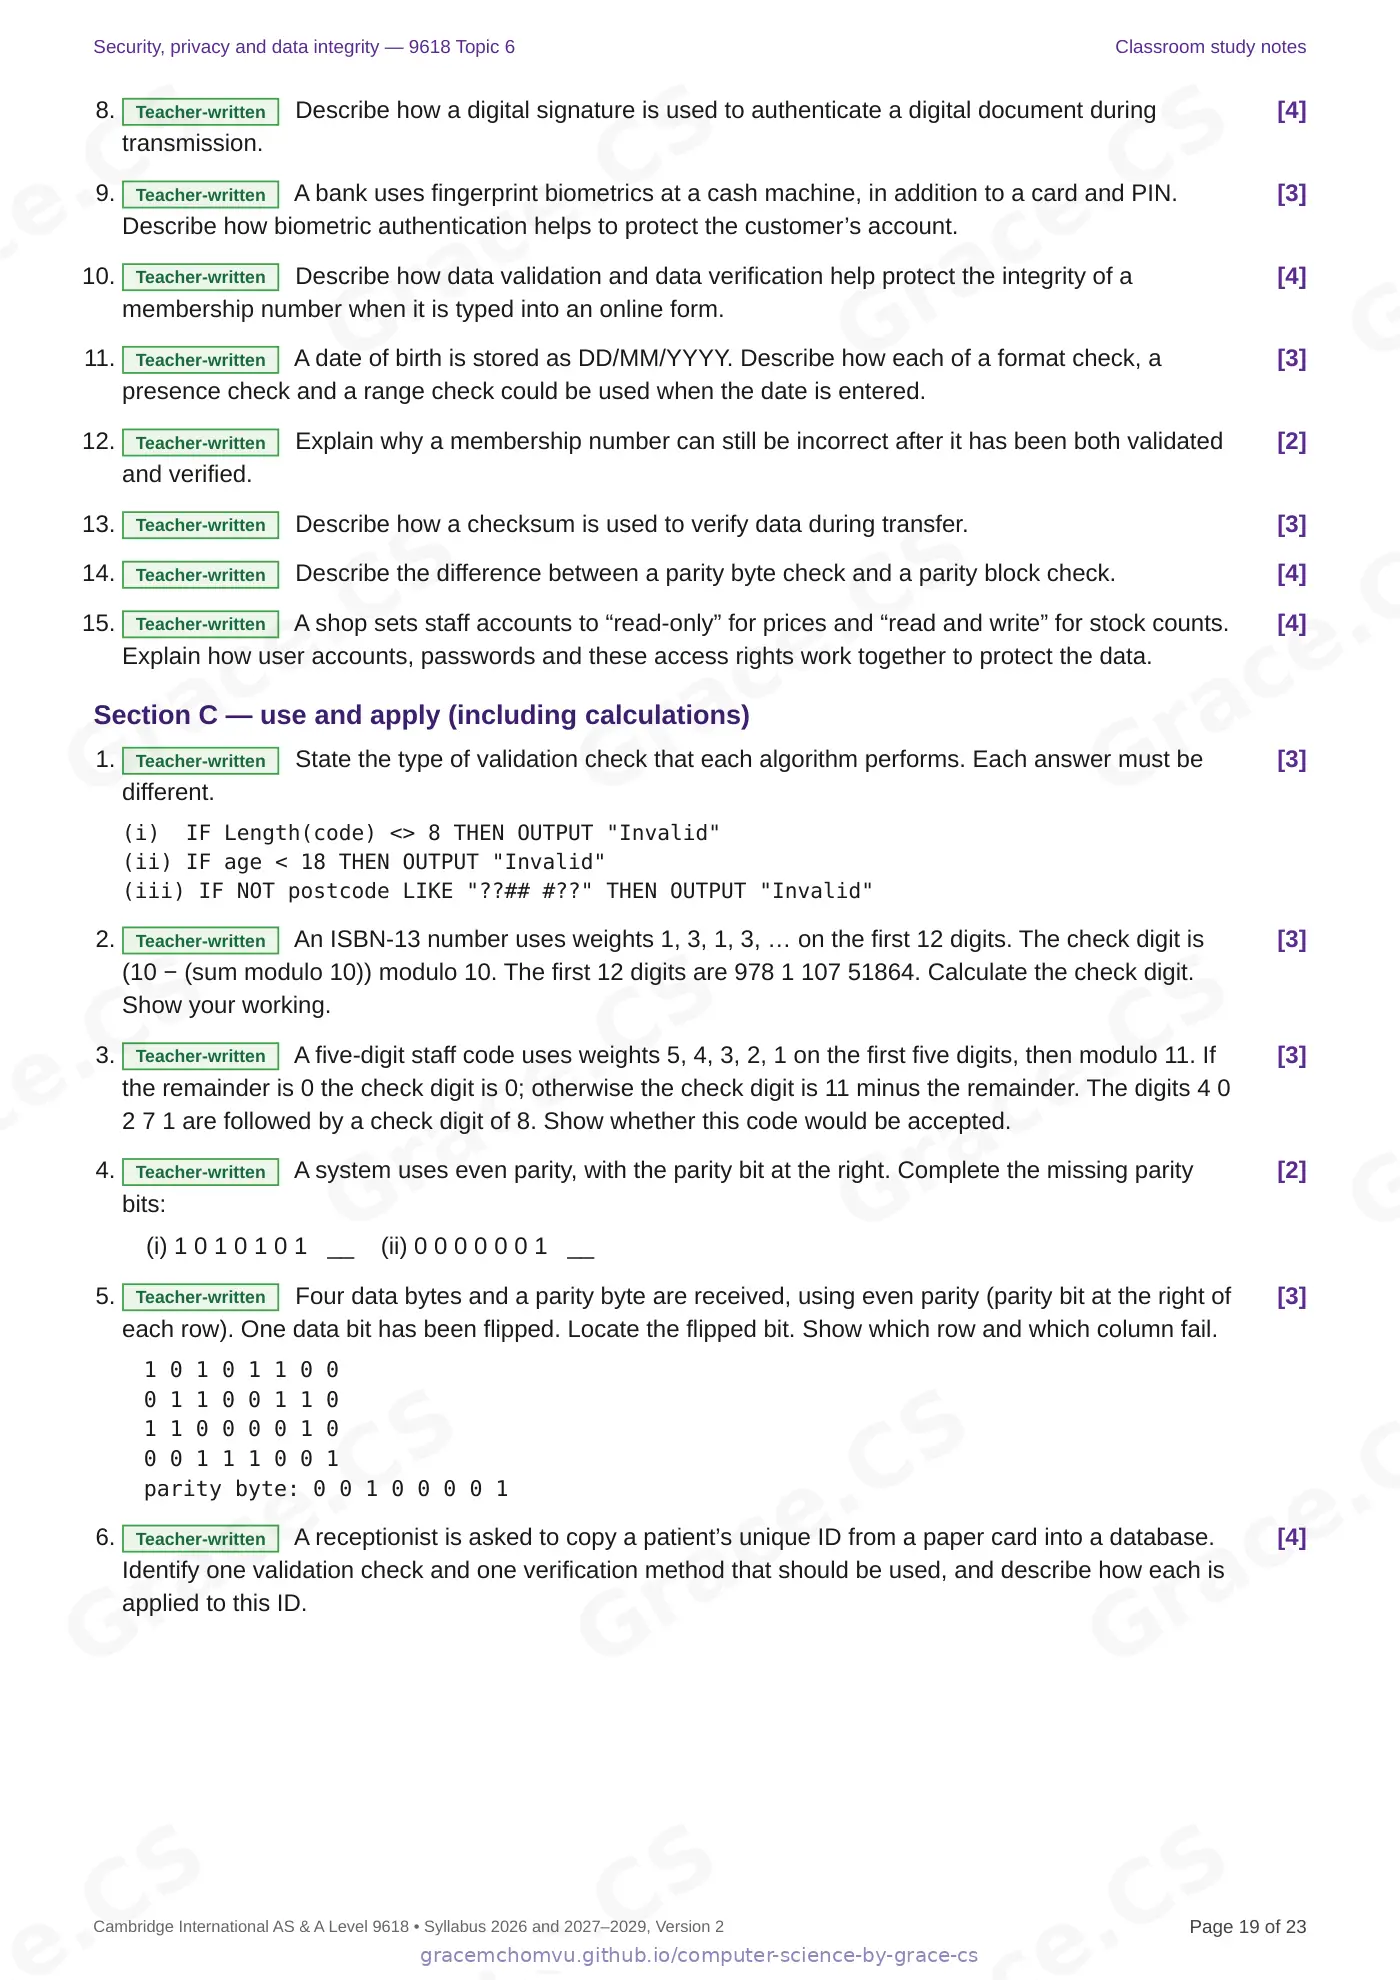 Security, privacy and data integrity — 9618 Topic 6
Classroom study notes
8. Teacher-written Describe how a digital signature is used to authenticate a digital document during [4]
transmission.
9. Teacher-written A bank uses fingerprint biometrics at a cash machine, in addition to a card and PIN. [3]
Describe how biometric authentication helps to protect the customer’s account.
10. Teacher-written Describe how data validation and data verification help protect the integrity of a [4]
membership number when it is typed into an online form.
11. Teacher-written A date of birth is stored as DD/MM/YYYY. Describe how each of a format check, a [3]
presence check and a range check could be used when the date is entered.
12. Teacher-written Explain why a membership number can still be incorrect after it has been both validated [2]
and verified.
13. Teacher-written Describe how a checksum is used to verify data during transfer. [3]
14. Teacher-written Describe the difference between a parity byte check and a parity block check. [4]
15. Teacher-written A shop sets staff accounts to “read-only” for prices and “read and write” for stock counts. [4]
Explain how user accounts, passwords and these access rights work together to protect the data.
Section C — use and apply (including calculations)
1. Teacher-written State the type of validation check that each algorithm performs. Each answer must be [3]
different.
(i)  IF Length(code) <> 8 THEN OUTPUT "Invalid"
(ii) IF age < 18 THEN OUTPUT "Invalid"
(iii) IF NOT postcode LIKE "??## #??" THEN OUTPUT "Invalid"
2. Teacher-written An ISBN-13 number uses weights 1, 3, 1, 3, … on the first 12 digits. The check digit is [3]
(10 − (sum modulo 10)) modulo 10. The first 12 digits are 978 1 107 51864. Calculate the check digit.
Show your working.
3. Teacher-written A five-digit staff code uses weights 5, 4, 3, 2, 1 on the first five digits, then modulo 11. If [3]
the remainder is 0 the check digit is 0; otherwise the check digit is 11 minus the remainder. The digits 4 0
2 7 1 are followed by a check digit of 8. Show whether this code would be accepted.
4. Teacher-written A system uses even parity, with the parity bit at the right. Complete the missing parity [2]
bits:
(i) 1 0 1 0 1 0 1 __ (ii) 0 0 0 0 0 0 1 __
5. Teacher-written Four data bytes and a parity byte are received, using even parity (parity bit at the right of [3]
each row). One data bit has been flipped. Locate the flipped bit. Show which row and which column fail.
1 0 1 0 1 1 0 0
0 1 1 0 0 1 1 0
1 1 0 0 0 0 1 0
0 0 1 1 1 0 0 1
parity byte: 0 0 1 0 0 0 0 1
6. Teacher-written A receptionist is asked to copy a patient’s unique ID from a paper card into a database. [4]
Identify one validation check and one verification method that should be used, and describe how each is
applied to this ID.
Cambridge International AS & A Level 9618 • Syllabus 2026 and 2027–2029, Version 2
Page 19 of 23
gracemchomvu.github.io/computer-science-by-grace-cs
Grace.CS